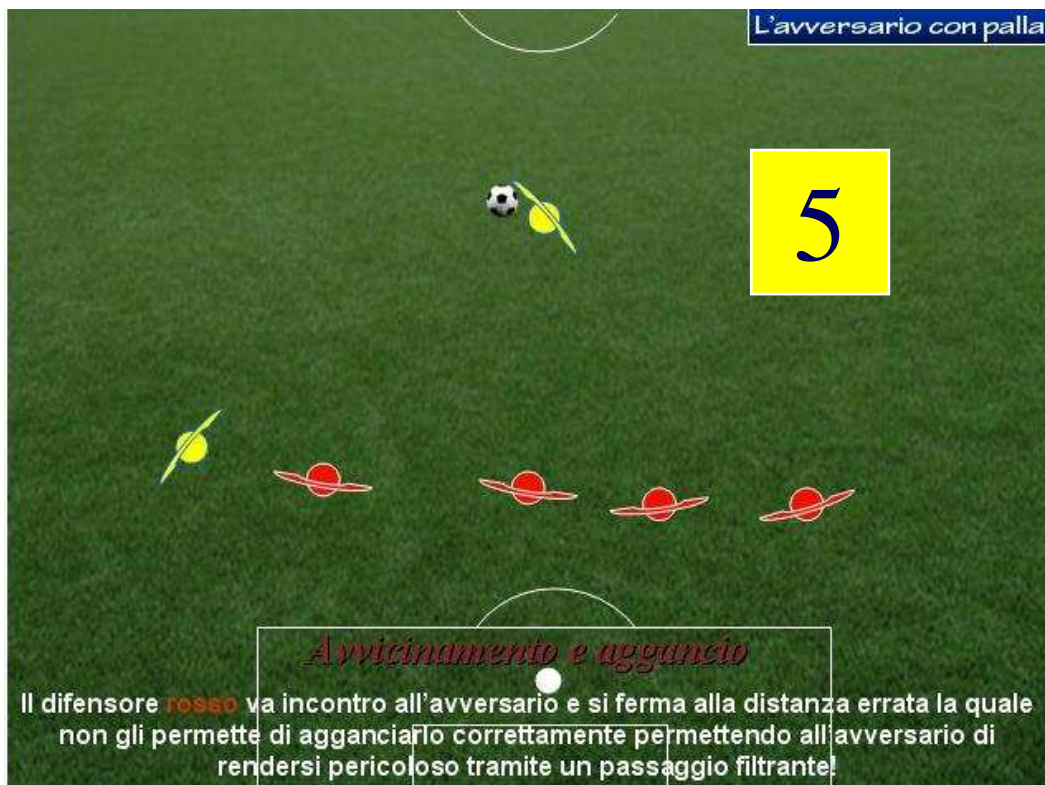 L'avversario con palla
5
Avvicinamento e aggancio
Il difensore rosso va incontro all'avversario e si ferma alla distanza errata la quale
non gli permette di agganciarlo correttamente permettendo all'avversario di
rendersi pericoloso tramite un passaggio filtrante!